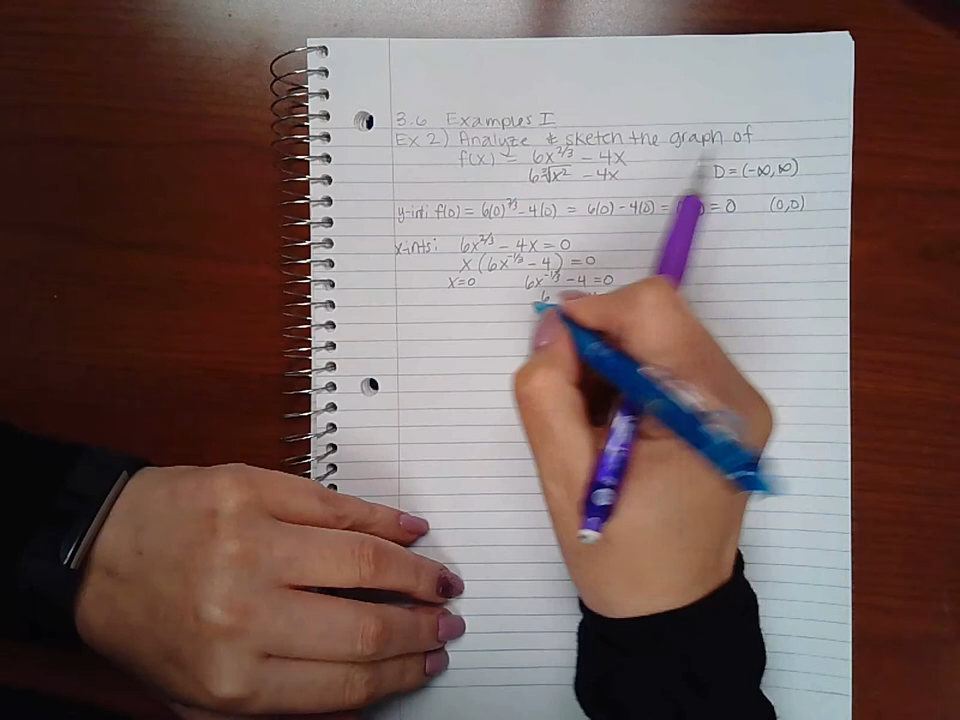 3.6 Examples I
Ex 2) Analyze & sketch the graph of
f(x) = 6x^{2/3} - 4x
6∛x² - 4x D = (-∞, ∞)
y-int: f(0) = 6(0)^{2/3} - 4(0) = 6(0) - 4(0) = = 0 (0,0)
x-ints: 6x^{2/3} - 4x = 0
x(6x^{-1/3} - 4) = 0
x=0 6x^{-1/3} - 4 = 0
6